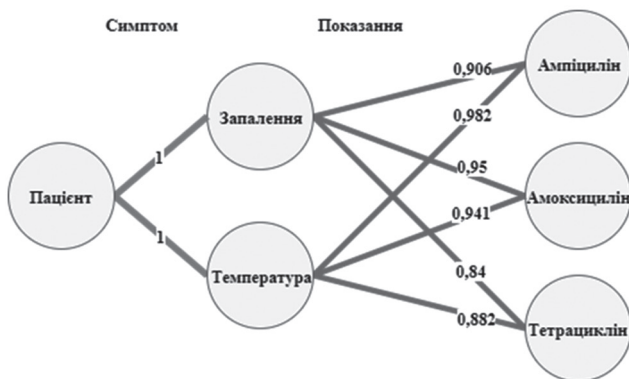 Симптом
Показання
Пацієнт
1
1
Запалення
Температура
0,906
0,982
0,95
0,941
0,84
0,882
Ампіцилін
Амоксицилін
Тетрациклін